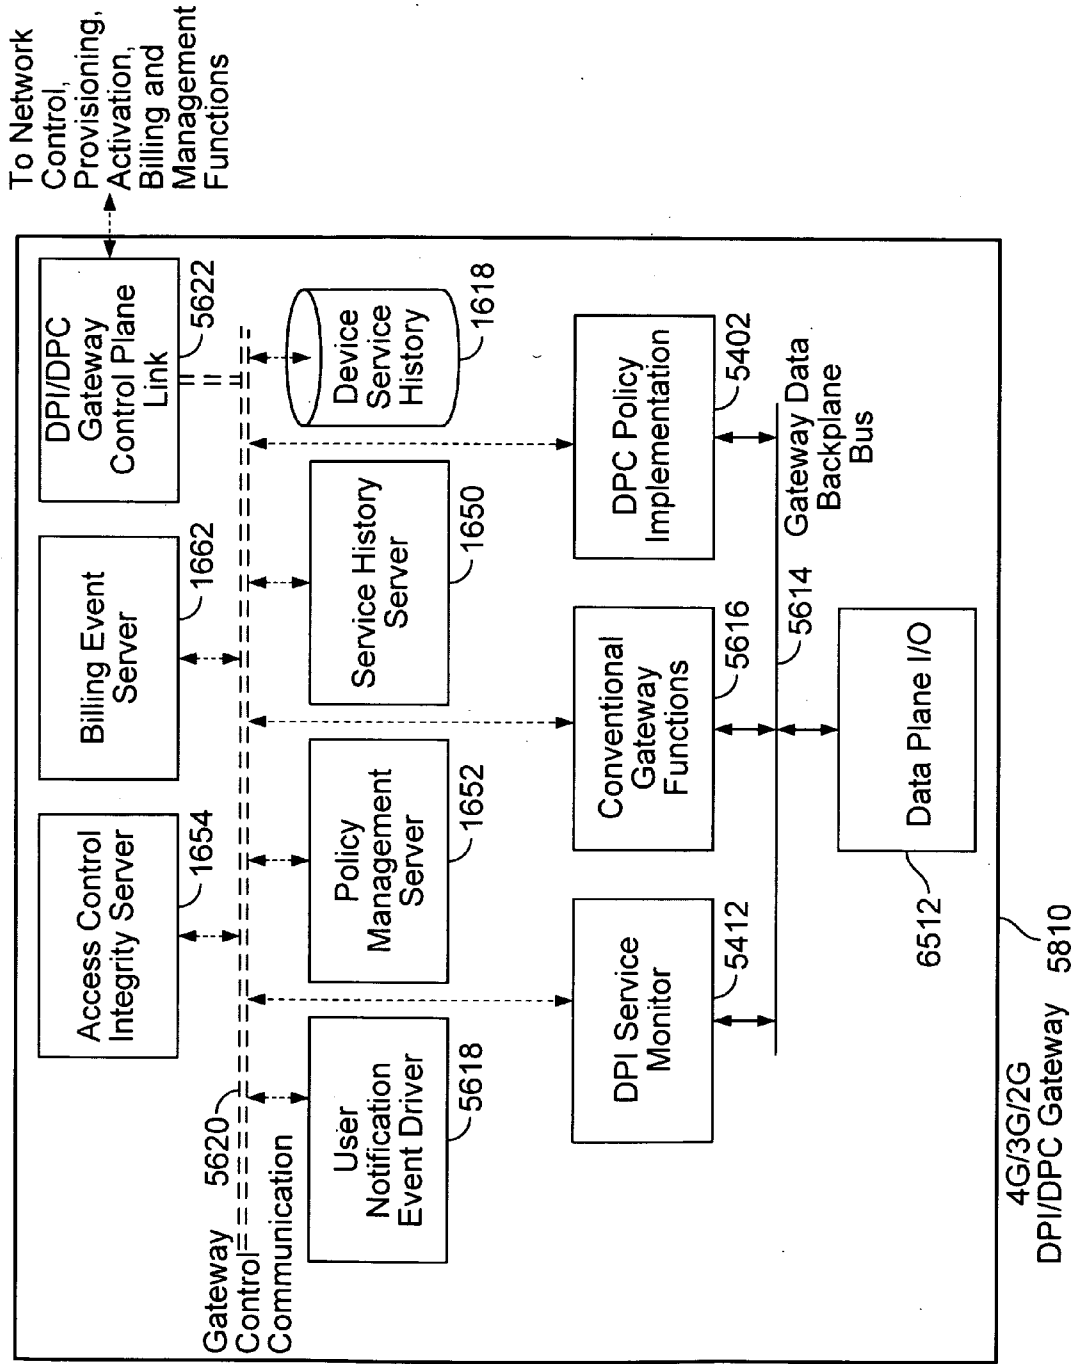 To Network
Control,
Provisioning,
Activation,
Billing and
Management
Functions
Access Control
Integrity Server
1654
Billing Event
Server
1662
DPI/DPC
Gateway
Control Plane
Link
5622
Gateway
Control
Communication
5620
User
Notification
Event Driver
5618
Policy
Management
Server
1652
Service History
Server
1650
Device
Service
History
1618
DPI Service
Monitor
5412
Conventional
Gateway
Functions
5616
DPC Policy
Implementation
5402
5614
Gateway Data
Backplane
Bus
Data Plane I/O
6512
4G/3G/2G
DPI/DPC Gateway
5810